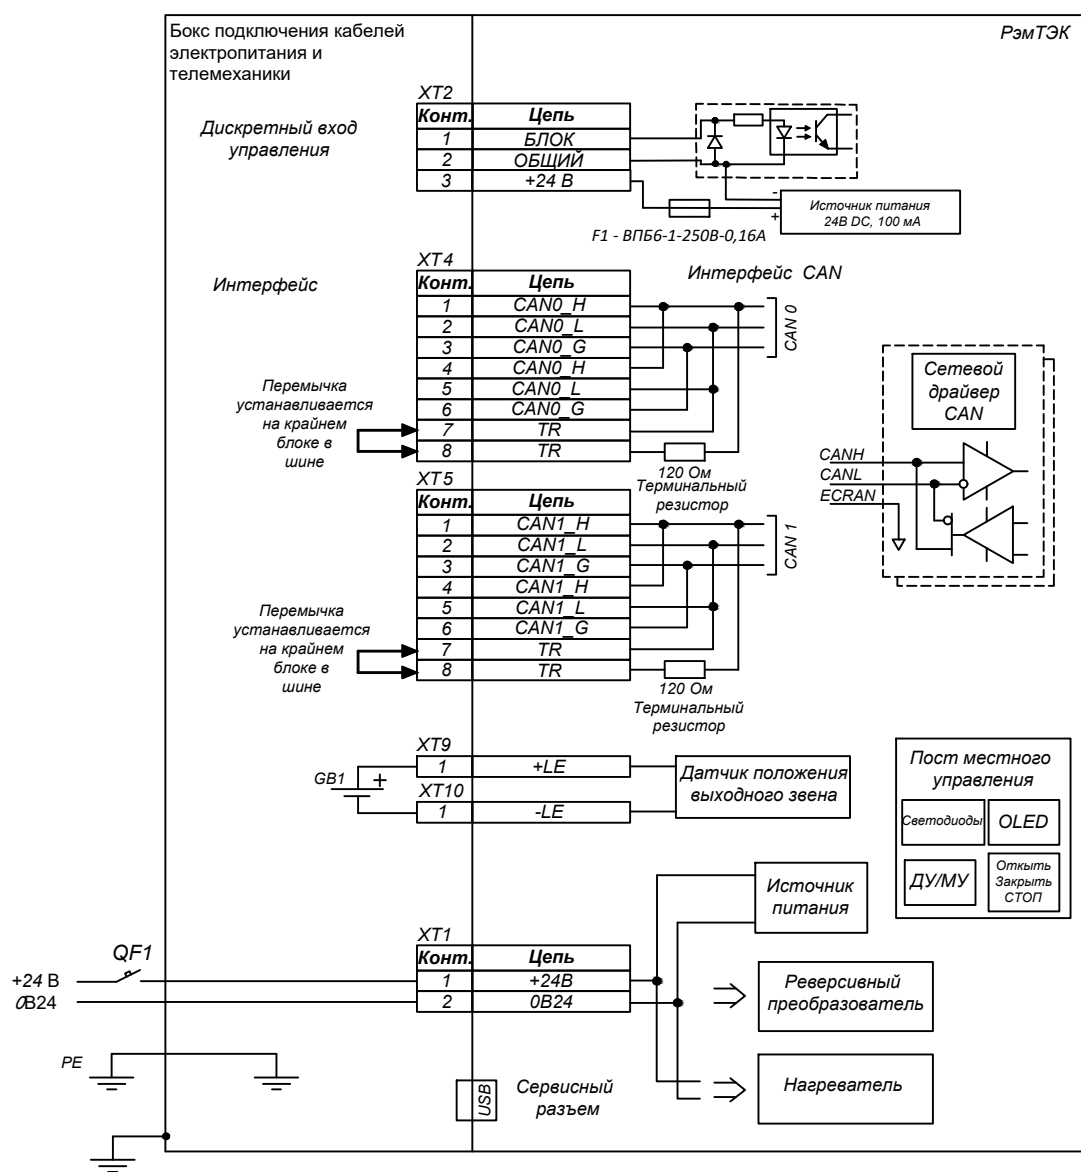 Бокс подключения кабелей
электропитания и
телемеханики
РэмТЭК
Дискретный вход
управления
XT2
Конт. Цепь
1 БЛОК
2 ОБЩИЙ
3 +24 В
-
+
Источник питания
24В DC, 100 мА
F1 - ВПБ6-1-250В-0,16А
Интерфейс
XT4
Конт. Цепь
1 CAN0_H
2 CAN0_L
3 CAN0_G
4 CAN0_H
5 CAN0_L
6 CAN0_G
7 TR
8 TR
Интерфейс CAN
CAN 0
Перемычка
устанавливается
на крайнем
блоке в
шине
120 Ом
Терминальный
резистор
Сетевой
драйвер
CAN
CANH
CANL
ECRAN
XT5
Конт. Цепь
1 CAN1_H
2 CAN1_L
3 CAN1_G
4 CAN1_H
5 CAN1_L
6 CAN1_G
7 TR
8 TR
CAN 1
Перемычка
устанавливается
на крайнем
блоке в
шине
120 Ом
Терминальный
резистор
XT9
1 +LE
XT10
1 -LE
GB1
+
Датчик положения
выходного звена
Пост местного
управления
Светодиоды
OLED
ДУ/МУ
Откыть
Закрыть
СТОП
Источник
питания
XT1
Конт. Цепь
1 +24В
2 0В24
QF1
+24 В
0В24
Реверсивный
преобразователь
Нагреватель
PE
USB
Сервисный
разъем